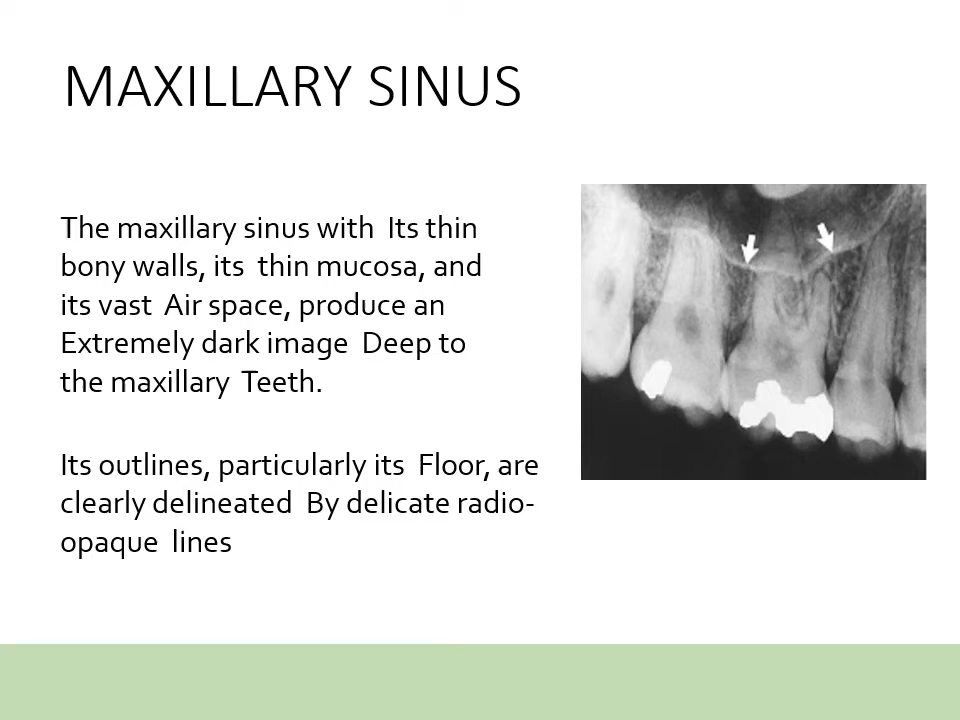 MAXILLARY SINUS
The maxillary sinus with  Its thin
bony walls, its  thin mucosa, and
its vast  Air space, produce an
Extremely dark image  Deep to
the maxillary  Teeth.
Its outlines, particularly its  Floor, are
clearly delineated  By delicate radio-
opaque  lines